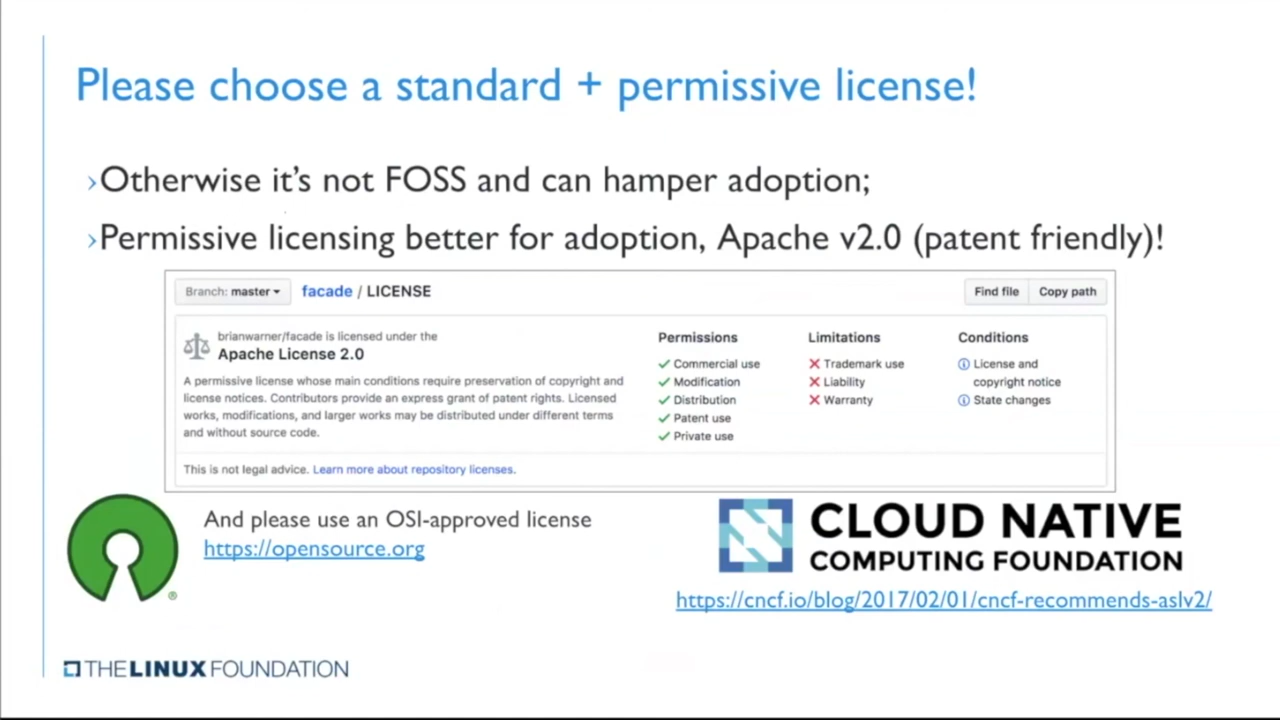 Please choose a standard + permissive license!
›Otherwise it's not FOSS and can hamper adoption;
›Permissive licensing better for adoption, Apache v2.0 (patent friendly)!
Branch: master
facade / LICENSE
Find file
Copy path
brianwarner/facade is licensed under the
Apache License 2.0
A permissive license whose main conditions require preservation of copyright and
license notices. Contributors provide an express grant of patent rights. Licensed
works, modifications, and larger works may be distributed under different terms
and without source code.
Permissions
Commercial use
Modification
Distribution
Patent use
Private use
Limitations
Trademark use
Liability
Warranty
Conditions
License and
copyright notice
State changes
This is not legal advice. Learn more about repository licenses.
And please use an OSI-approved license
https://opensource.org
®
CLOUD NATIVE
COMPUTING FOUNDATION
https://cncf.io/blog/2017/02/01/cncf-recommends-aslv2/
THE LINUX FOUNDATION